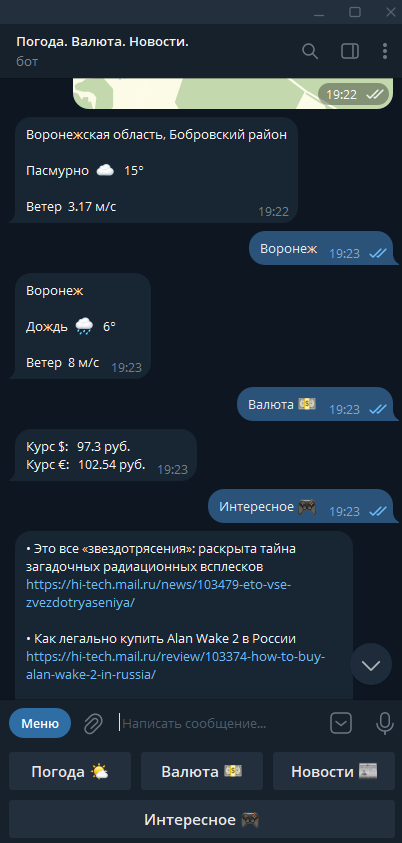 Погода. Валюта. Новости.
бот
19:22
Воронежская область, Бобровский район
Пасмурно ☁️ 15°
Ветер 3.17 м/с
19:22
Воронеж 19:23
Воронеж
Дождь 🌧️ 6°
Ветер 8 м/с 19:23
Валюта 💵 19:23
Курс $: 97.3 руб.
Курс €: 102.54 руб. 19:23
Интересное 🎮 19:23
• Это все «звездотрясения»: раскрыта тайна
загадочных радиационных всплесков
https://hi-tech.mail.ru/news/103479-eto-vse-
zvezdotryaseniya/
• Как легально купить Alan Wake 2 в России
https://hi-tech.mail.ru/review/103374-how-to-buy-
alan-wake-2-in-russia/
Меню Написать сообщение...
Погода 🌤️ Валюта 💵 Новости 📰
Интересное 🎮